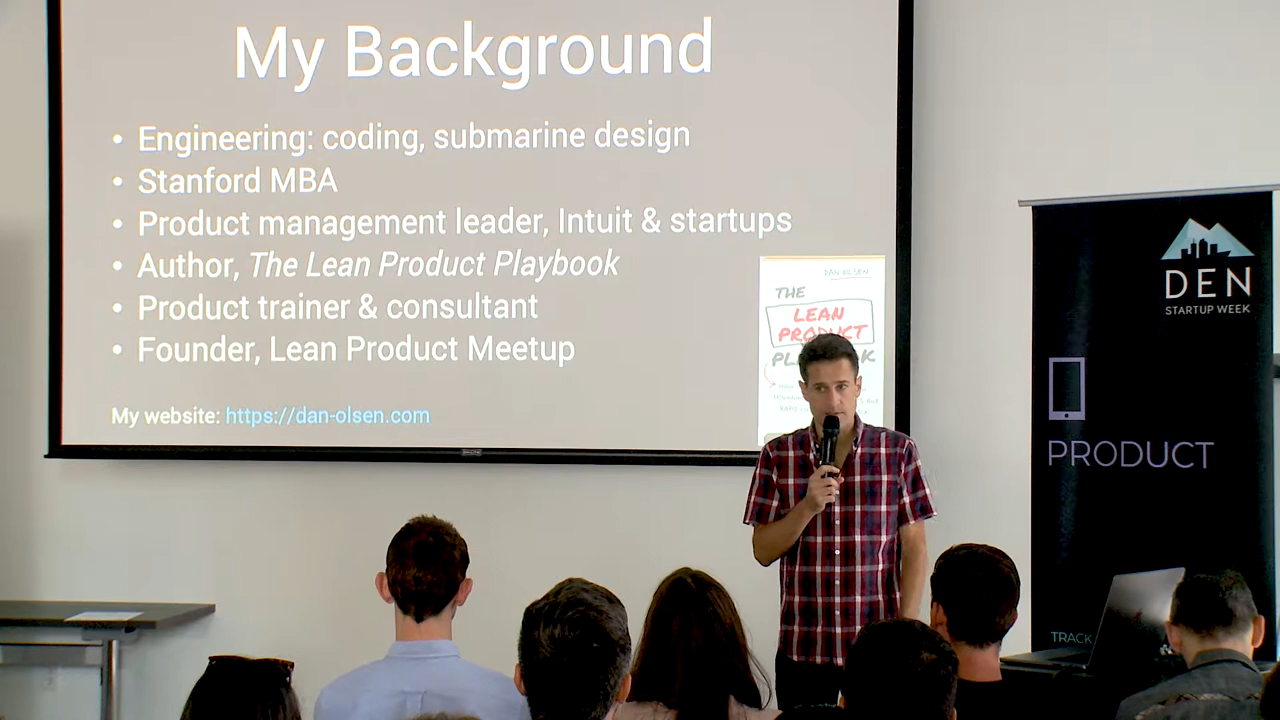 My Background
• Engineering: coding, submarine design
• Stanford MBA
• Product management leader, Intuit & startups
• Author, The Lean Product Playbook
• Product trainer & consultant
• Founder, Lean Product Meetup
My website: https://dan-olsen.com
DAN OLSEN
THE
LEAN
PRODUCT
DEN
STARTUP WEEK
PRODUCT
TRACK